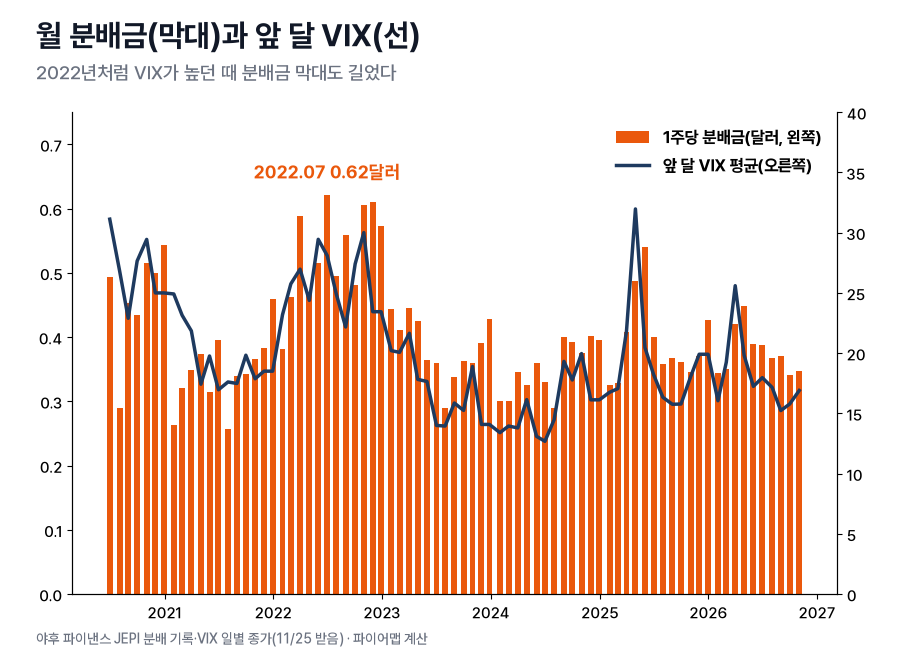 월 분배금(막대)과 앞 달 VIX(선)
2022년처럼 VIX가 높던 때 분배금 막대도 길었다
1주당 분배금(달러, 왼쪽)
앞 달 VIX 평균(오른쪽)
2022.07 0.62달러
0.7
0.6
0.5
0.4
0.3
0.2
0.1
0.0
40
35
30
25
20
15
10
5
0
2021 2022 2023 2024 2025 2026 2027
야후 파이낸스 JEPI 분배 기록·VIX 일별 종가(11/25 받음) · 파이어맵 계산